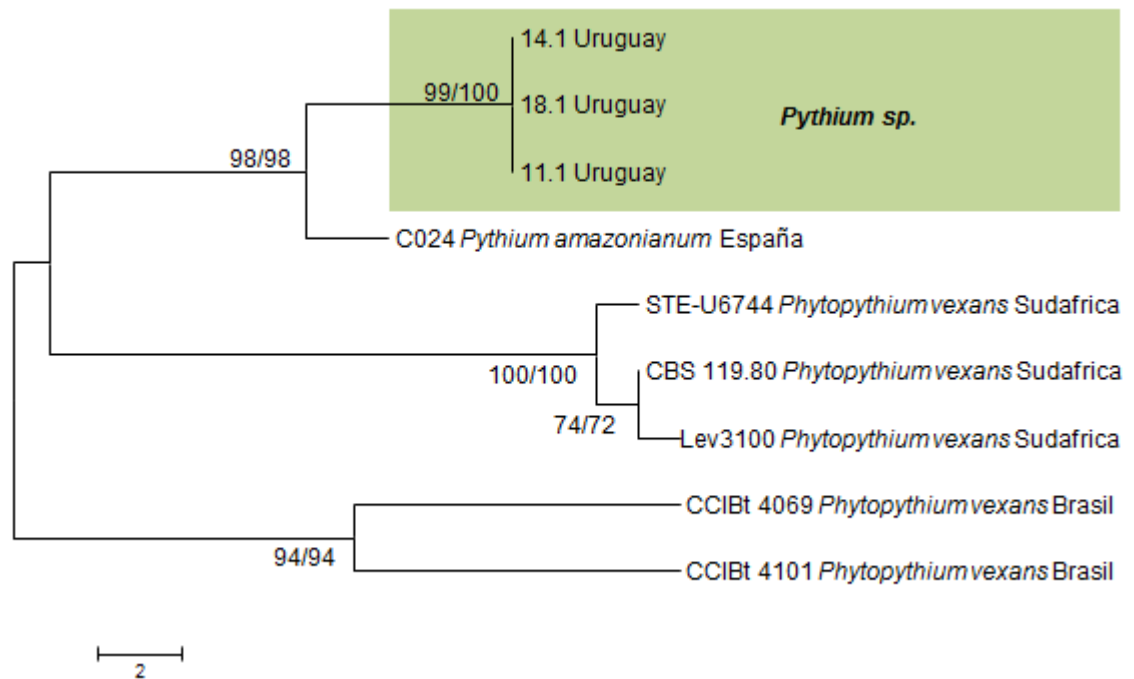 14.1 Uruguay
99/100
18.1 Uruguay
Pythium sp.
98/98
11.1 Uruguay
C024 Pythium amazonianum España
STE-U6744 Phytopythium vexans Sudafrica
100/100
CBS 119.80 Phytopythium vexans Sudafrica
74/72
Lev3100 Phytopythium vexans Sudafrica
CCIBt 4069 Phytopythium vexans Brasil
94/94
CCIBt 4101 Phytopythium vexans Brasil
2